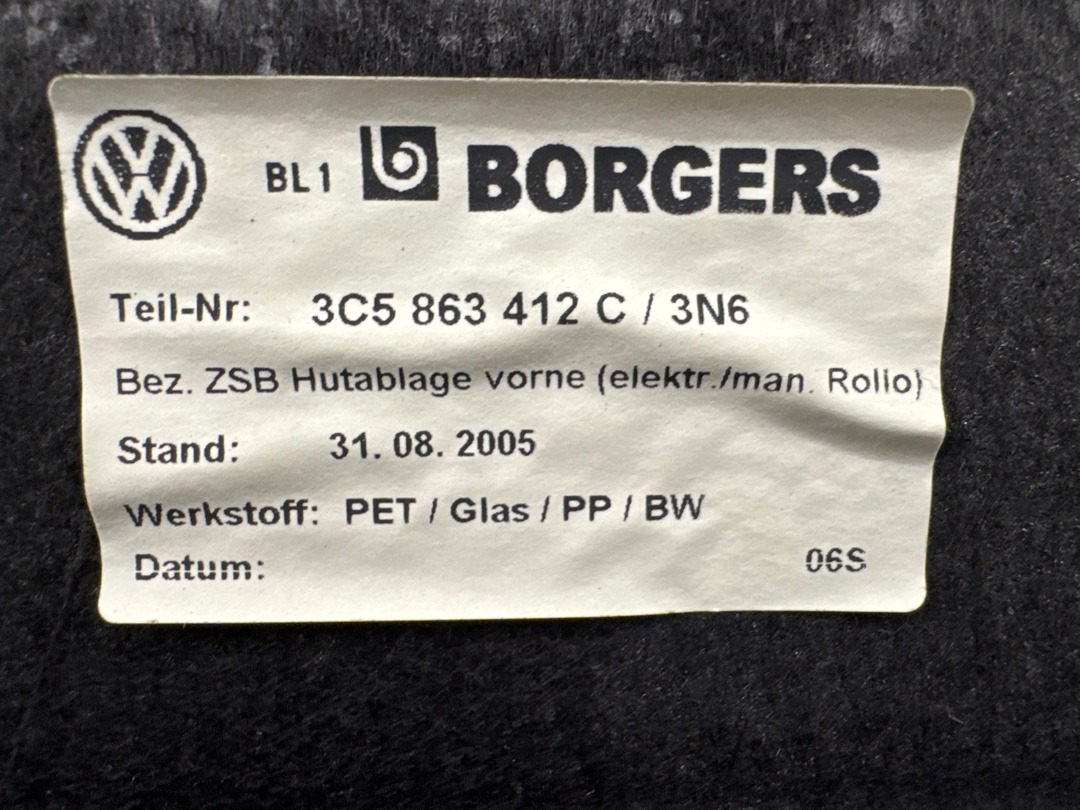 VW BL1 b BORGERS
Teil-Nr: 3C5 863 412 C / 3N6
Bez. ZSB Hutablage vorne (elektr./man. Rollo)
Stand: 31. 08. 2005
Werkstoff: PET / Glas / PP / BW
Datum: 06S